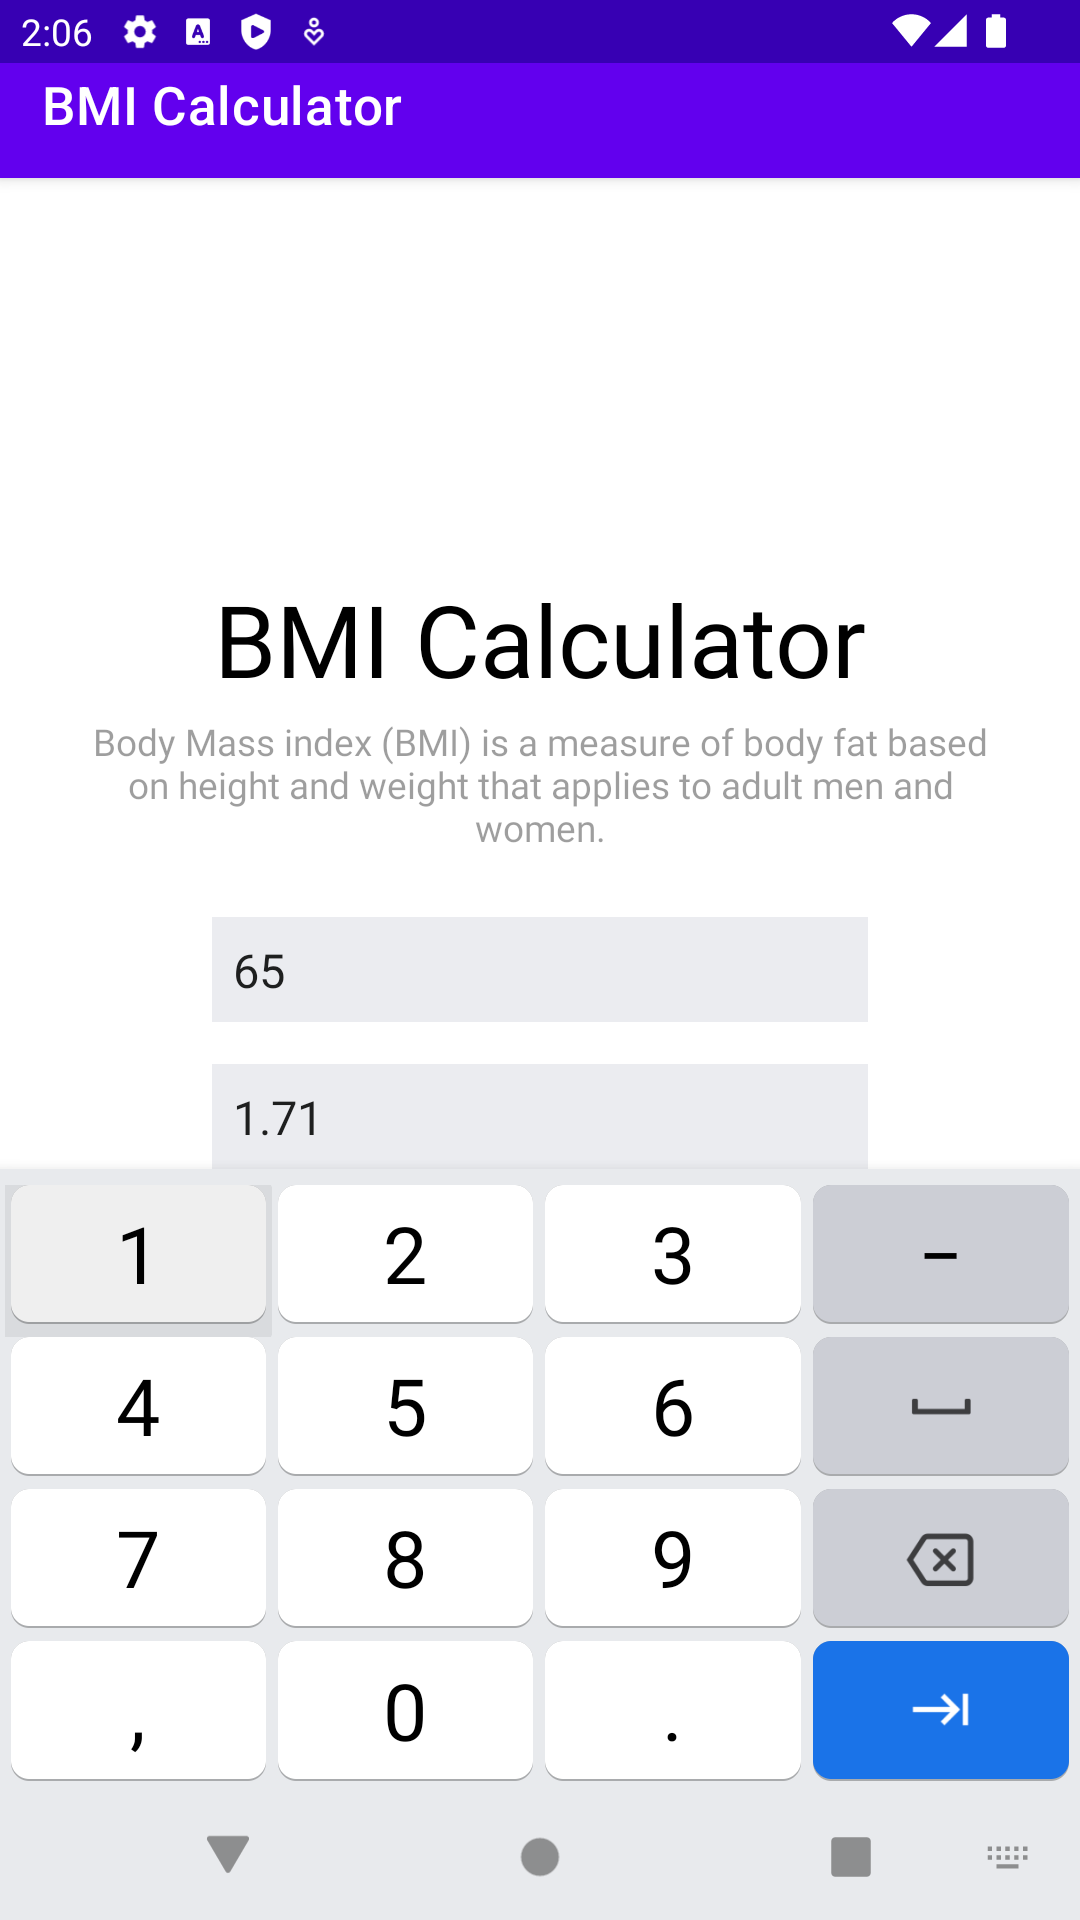 2:06
BMI Calculator
BMI Calculator
Body Mass index (BMI) is a measure of body fat based
on height and weight that applies to adult men and
women.
65
1.71
1 2 3 –
4 5 6
7 8 9
, 0 .